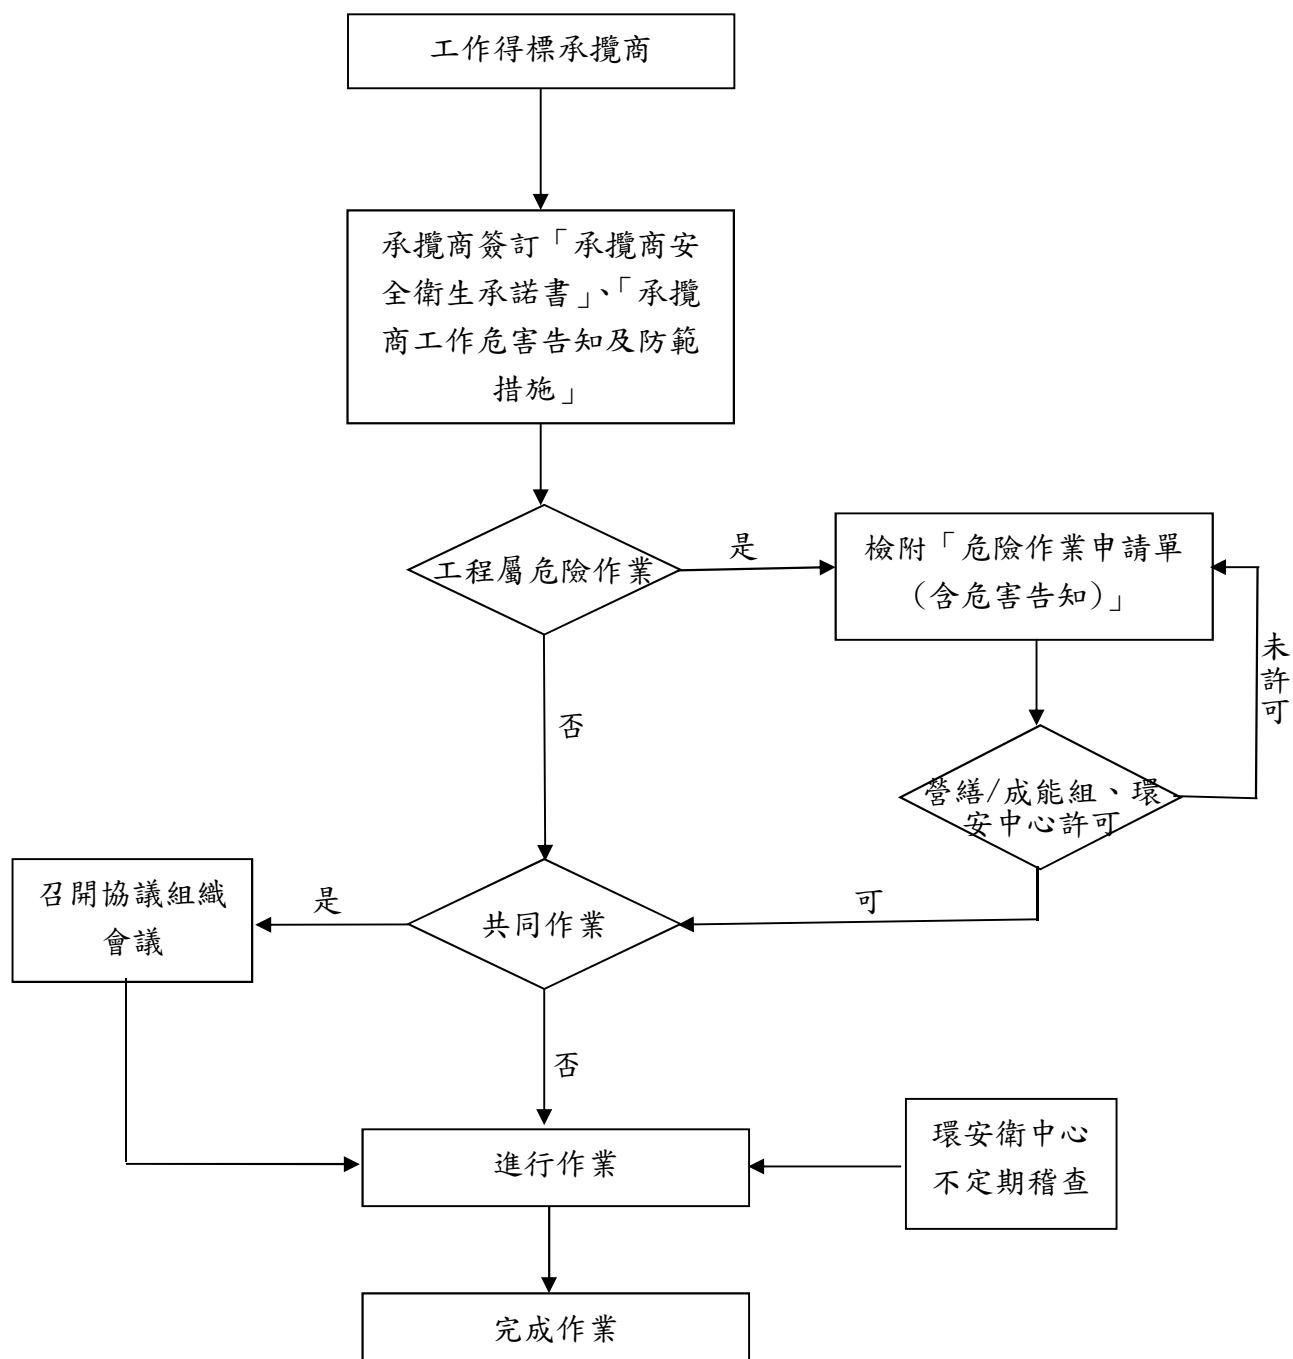 工作得標承攬商
承攬商簽訂「承攬商安
全衛生承諾書」、「承攬
商工作危害告知及防範
措施」
工程屬危險作業
是
檢附「危險作業申請單
(含危害告知)」
未
許
可
否
營繕/成能組、環
安中心許可
召開協議組織
會議
是
共同作業
可
否
環安衛中心
不定期稽查
進行作業
完成作業